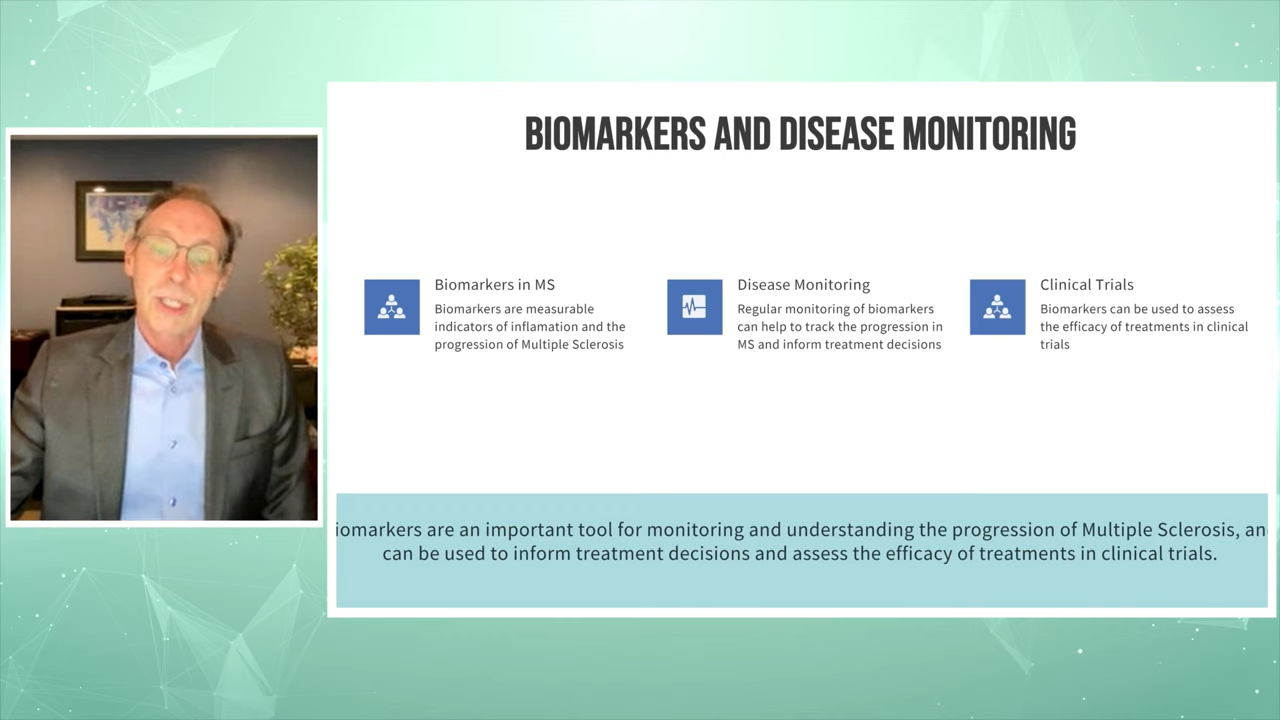 BIOMARKERS AND DISEASE MONITORING
Biomarkers in MS
Biomarkers are measurable
indicators of inflamation and the
progression of Multiple Sclerosis
Disease Monitoring
Regular monitoring of biomarkers
can help to track the progression in
MS and inform treatment decisions
Clinical Trials
Biomarkers can be used to assess
the efficacy of treatments in clinical
trials
iomarkers are an important tool for monitoring and understanding the progression of Multiple Sclerosis, an
can be used to inform treatment decisions and assess the efficacy of treatments in clinical trials.